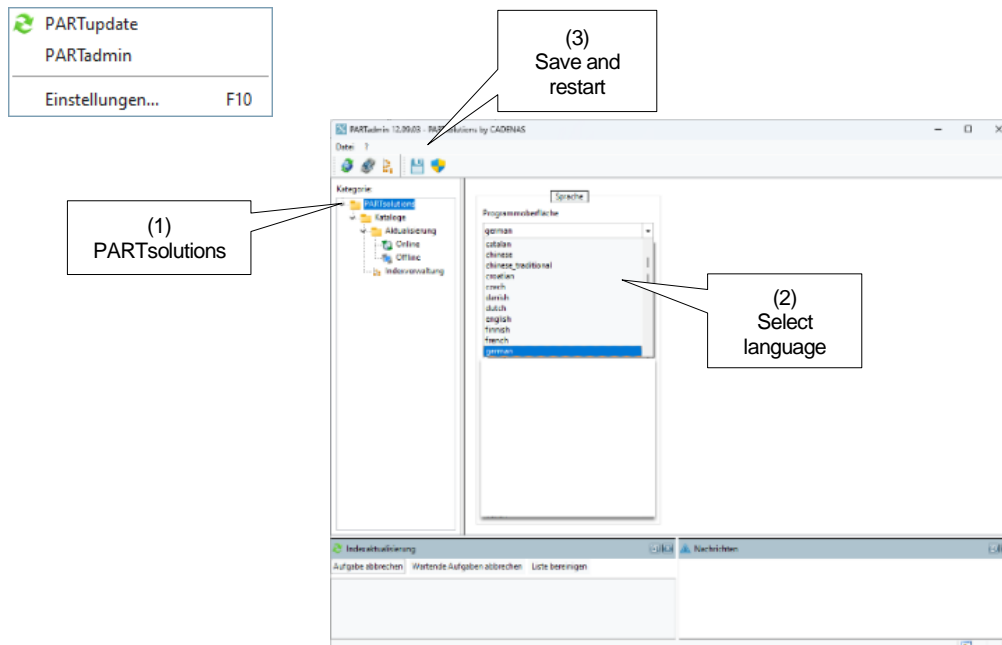 PARTupdate
PARTadmin
Einstellungen... F10
(3)
Save and
restart
PARTadmin 12.09.03 - PARTsolutions by CADENAS
Datei ?
Kategorie
PARTsolutions
Kataloge
Aktualisierung
Online
Offline
Indexverwaltung
(1)
PARTsolutions
Sprache
Programmoberfläche
german
catalan
chinese
chinese_traditional
croatian
czech
danish
dutch
english
finnish
french
german
(2)
Select
language
Indexaktualisierung
Aufgabe abbrechen Wartende Aufgaben abbrechen Liste bereinigen
Nachrichten